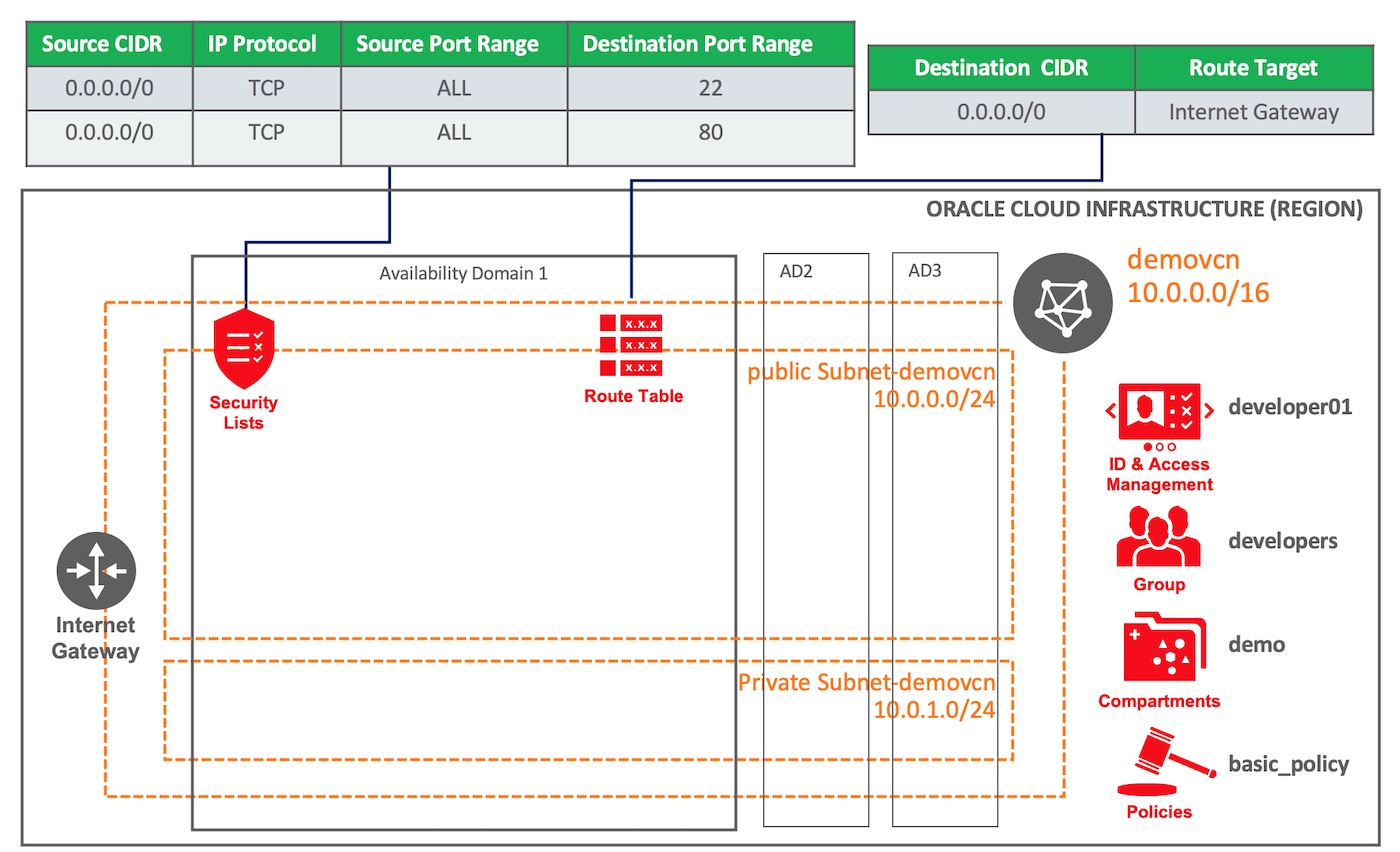 Source CIDR IP Protocol Source Port Range Destination Port Range
0.0.0.0/0 TCP ALL 22
0.0.0.0/0 TCP ALL 80
Destination CIDR Route Target
0.0.0.0/0 Internet Gateway
ORACLE CLOUD INFRASTRUCTURE (REGION)
Availability Domain 1
AD2
AD3
demovcn
10.0.0.0/16
x.x.x
x.x.x
x.x.x
Security
Lists
Route Table
public Subnet-demovcn
10.0.0.0/24
Internet
Gateway
Private Subnet-demovcn
10.0.1.0/24
developer01
ID & Access
Management
developers
Group
demo
Compartments
basic_policy
Policies